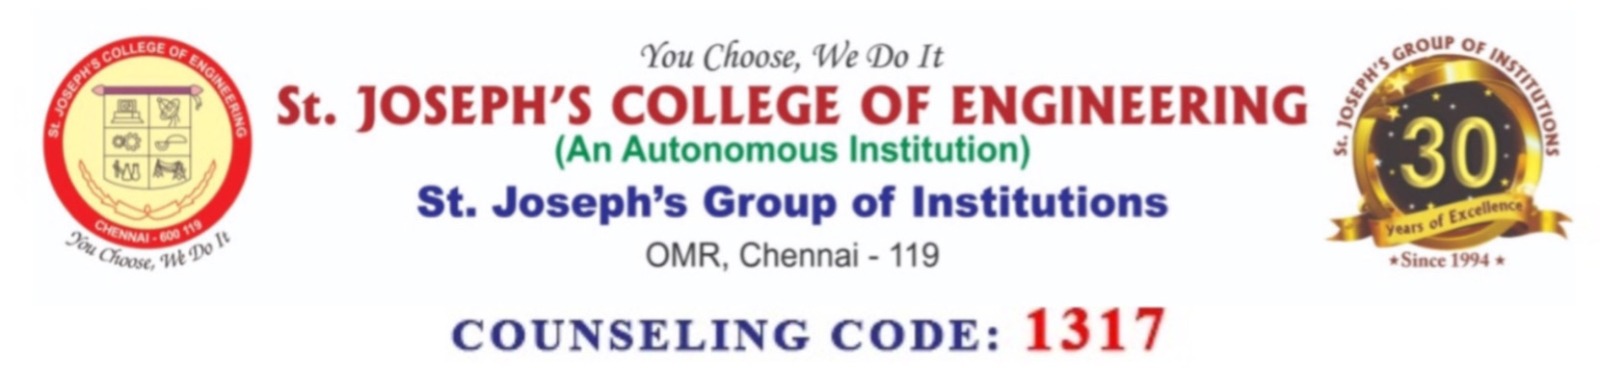 St. JOSEPH'S COLLEGE OF ENGINEERING
CHENNAI - 600 119
You Choose, We Do It
You Choose, We Do It
St. JOSEPH'S COLLEGE OF ENGINEERING
(An Autonomous Institution)
St. Joseph's Group of Institutions
OMR, Chennai - 119
St. JOSEPH'S GROUP OF INSTITUTIONS
30
Years of Excellence
★Since 1994★
COUNSELING CODE: 1317